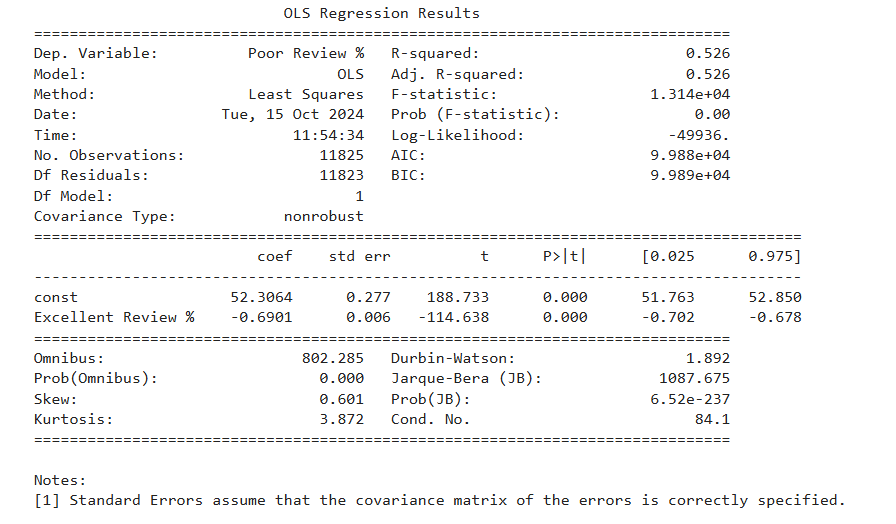 OLS Regression Results
==============================================================================
Dep. Variable: Poor Review % R-squared: 0.526
Model: OLS Adj. R-squared: 0.526
Method: Least Squares F-statistic: 1.314e+04
Date: Tue, 15 Oct 2024 Prob (F-statistic): 0.00
Time: 11:54:34 Log-Likelihood: -49936.
No. Observations: 11825 AIC: 9.988e+04
Df Residuals: 11823 BIC: 9.989e+04
Df Model: 1
Covariance Type: nonrobust
======================================================================================
coef std err t P>|t| [0.025 0.975]
--------------------------------------------------------------------------------------
const 52.3064 0.277 188.733 0.000 51.763 52.850
Excellent Review % -0.6901 0.006 -114.638 0.000 -0.702 -0.678
==============================================================================
Omnibus: 802.285 Durbin-Watson: 1.892
Prob(Omnibus): 0.000 Jarque-Bera (JB): 1087.675
Skew: 0.601 Prob(JB): 6.52e-237
Kurtosis: 3.872 Cond. No. 84.1
==============================================================================
Notes:
[1] Standard Errors assume that the covariance matrix of the errors is correctly specified.